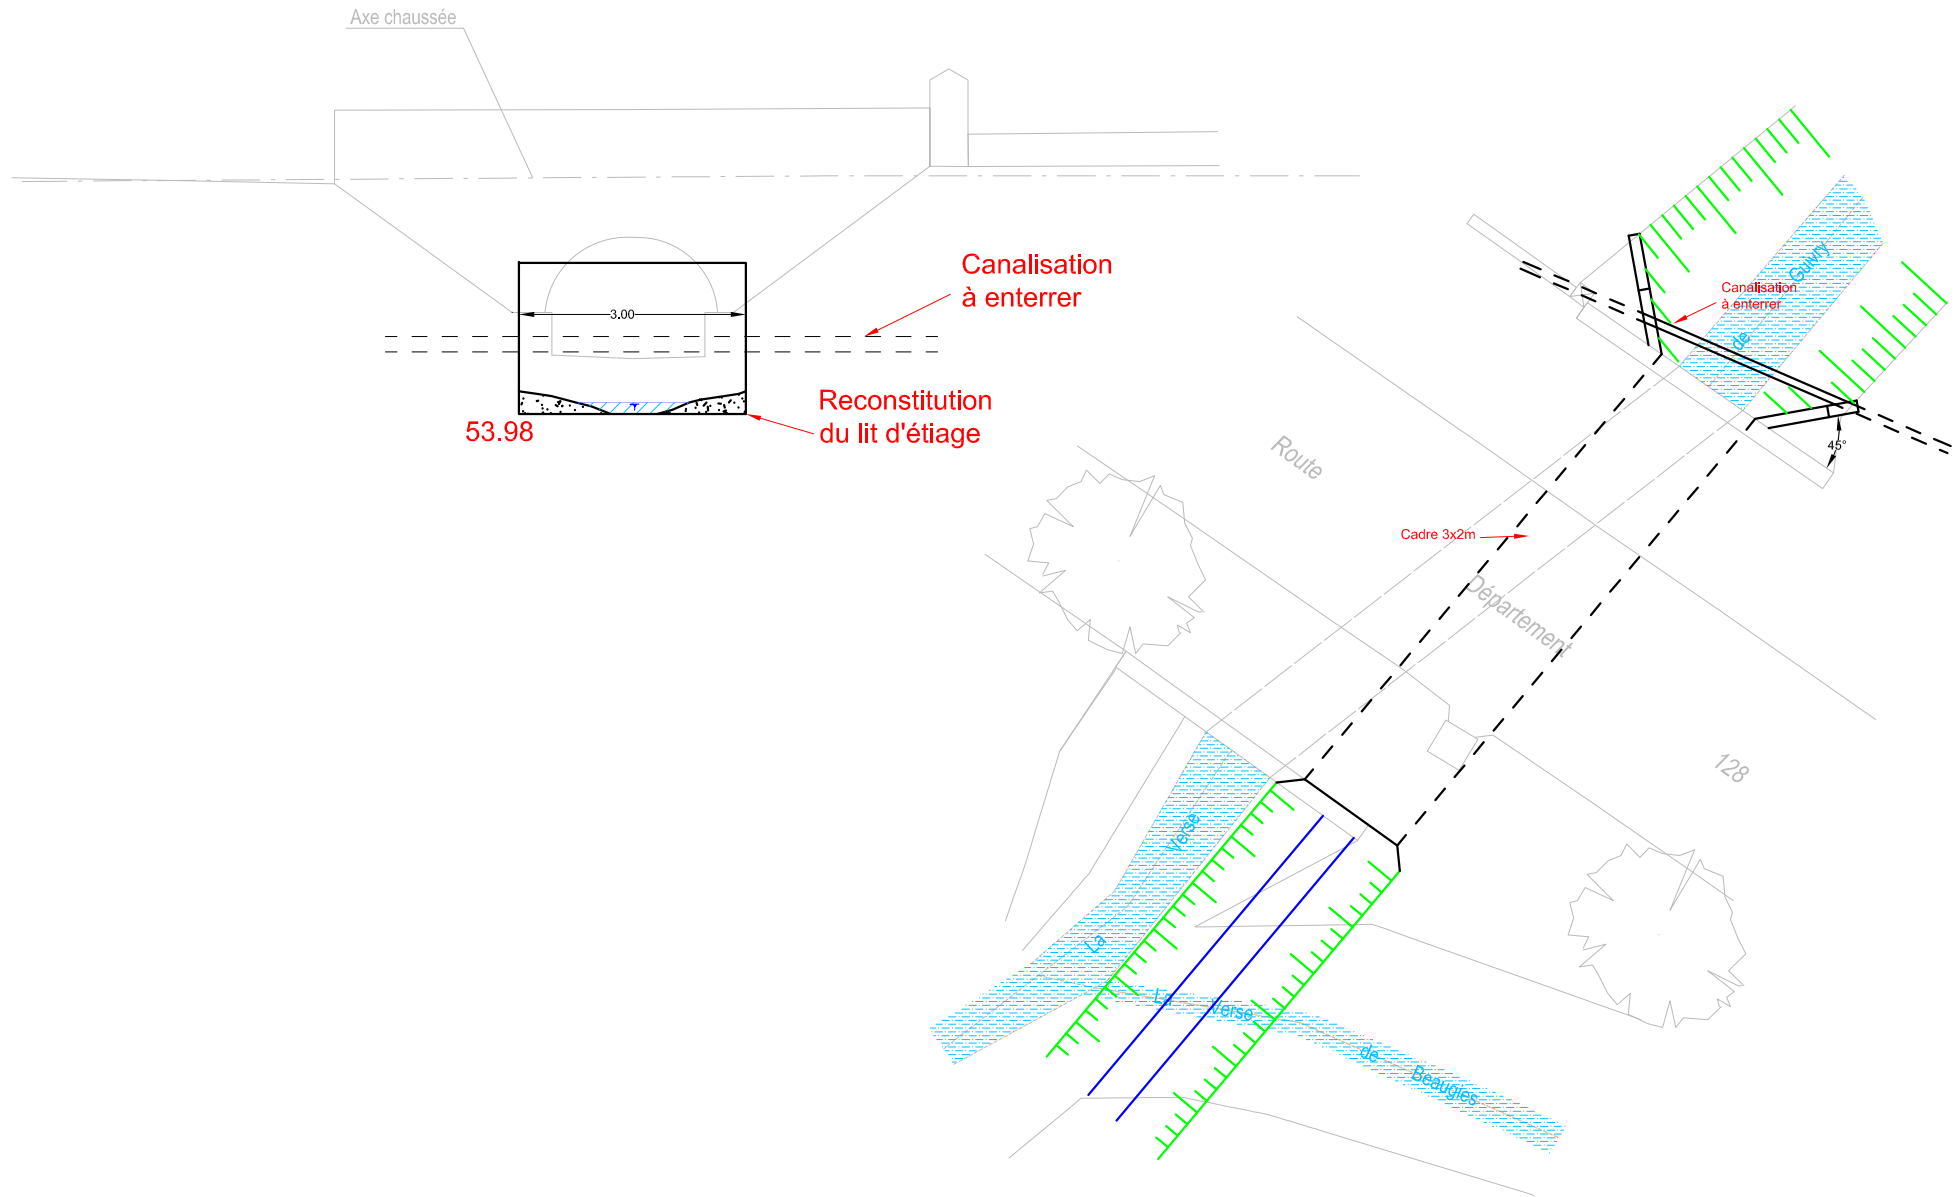 Axe chaussée
Canalisation
à enterrer
3.00
Reconstitution
du lit d'étiage
53.98
Guivry
de
Canalisation
à enterrer
45°
Route
Cadre 3x2m
Département
128
Verse
La
La Verse
de
Beaugies